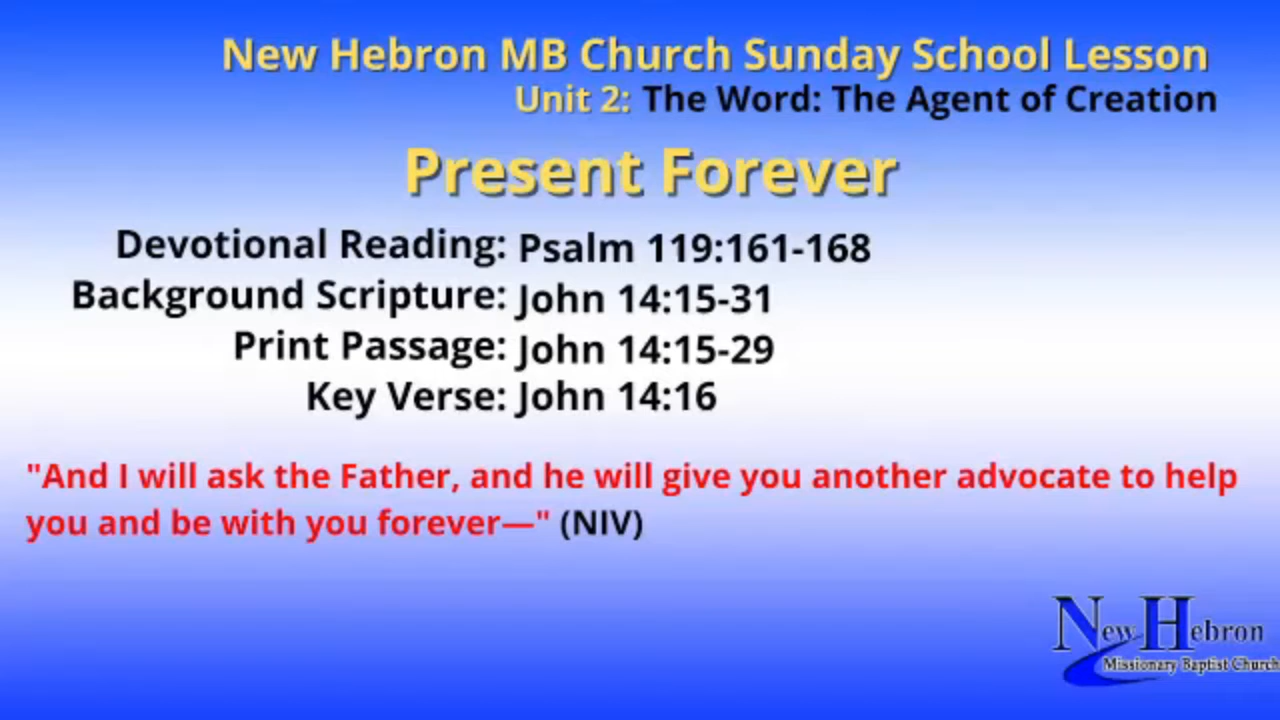 New Hebron MB Church Sunday School Lesson
Unit 2: The Word: The Agent of Creation
Present Forever
Devotional Reading: Psalm 119:161-168
Background Scripture: John 14:15-31
Print Passage: John 14:15-29
Key Verse: John 14:16
"And I will ask the Father, and he will give you another advocate to help
you and be with you forever—" (NIV)
New Hebron
Missionary Baptist Church